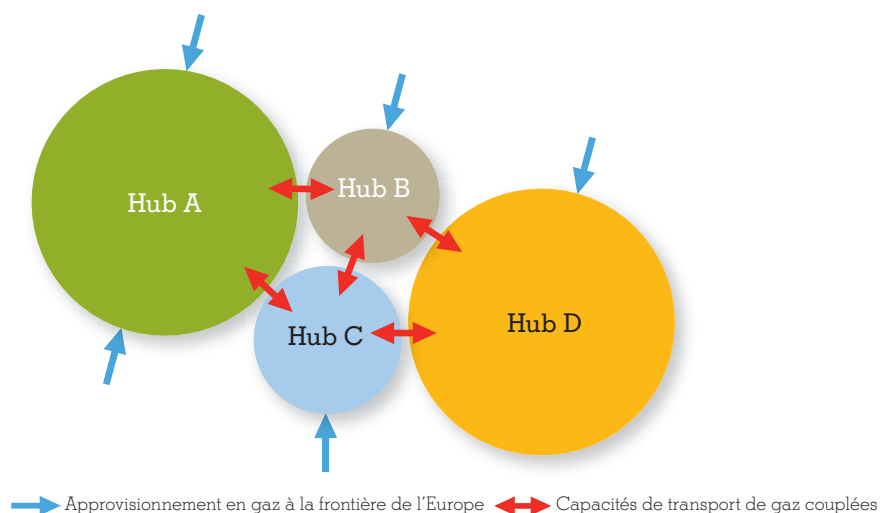 Hub A
Hub B
Hub C
Hub D
Approvisionnement en gaz à la frontière de l'Europe
Capacités de transport de gaz couplées